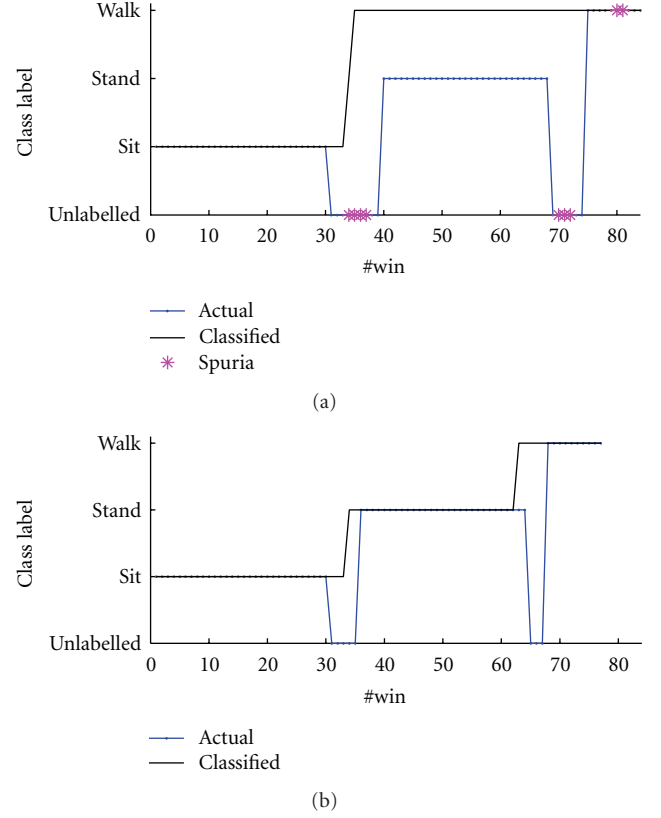 Walk
Stand
Sit
Unlabelled
Class label
0 10 20 30 40 50 60 70 80
#win
Actual
Classified
Spuria
(a)
Walk
Stand
Sit
Unlabelled
Class label
0 10 20 30 40 50 60 70 80
#win
Actual
Classified
(b)